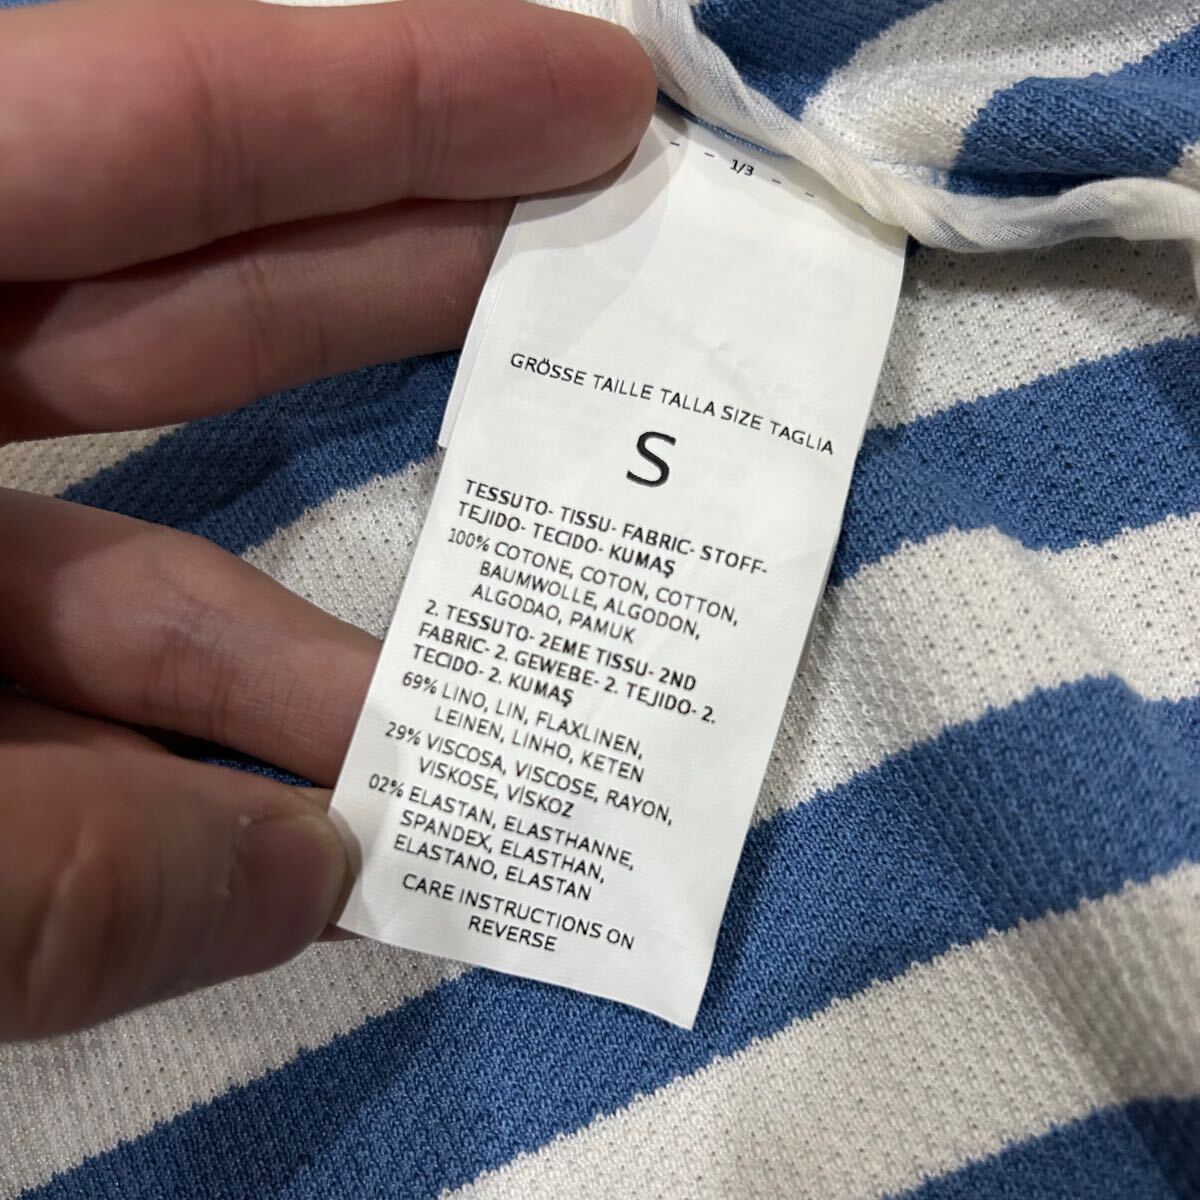 - - 1/3 - -
GRÖSSE TAILLE TALLA SIZE TAGLIA
S
TESSUTO- TISSU- FABRIC- STOFF-
TEJIDO- TECIDO- KUMAŞ
100% COTONE, COTON, COTTON,
BAUMWOLLE, ALGODON,
ALGODAO, PAMUK
2. TESSUTO- 2EME TISSU- 2ND
FABRIC- 2. GEWEBE- 2. TEJIDO- 2.
TECIDO- 2. KUMAŞ
69% LINO, LIN, FLAXLINEN,
LEINEN, LINHO, KETEN
29% VISCOSA, VISCOSE, RAYON,
VISKOSE, VİSKOZ
02% ELASTAN, ELASTHANNE,
SPANDEX, ELASTHAN,
ELASTANO, ELASTAN
CARE INSTRUCTIONS ON
REVERSE